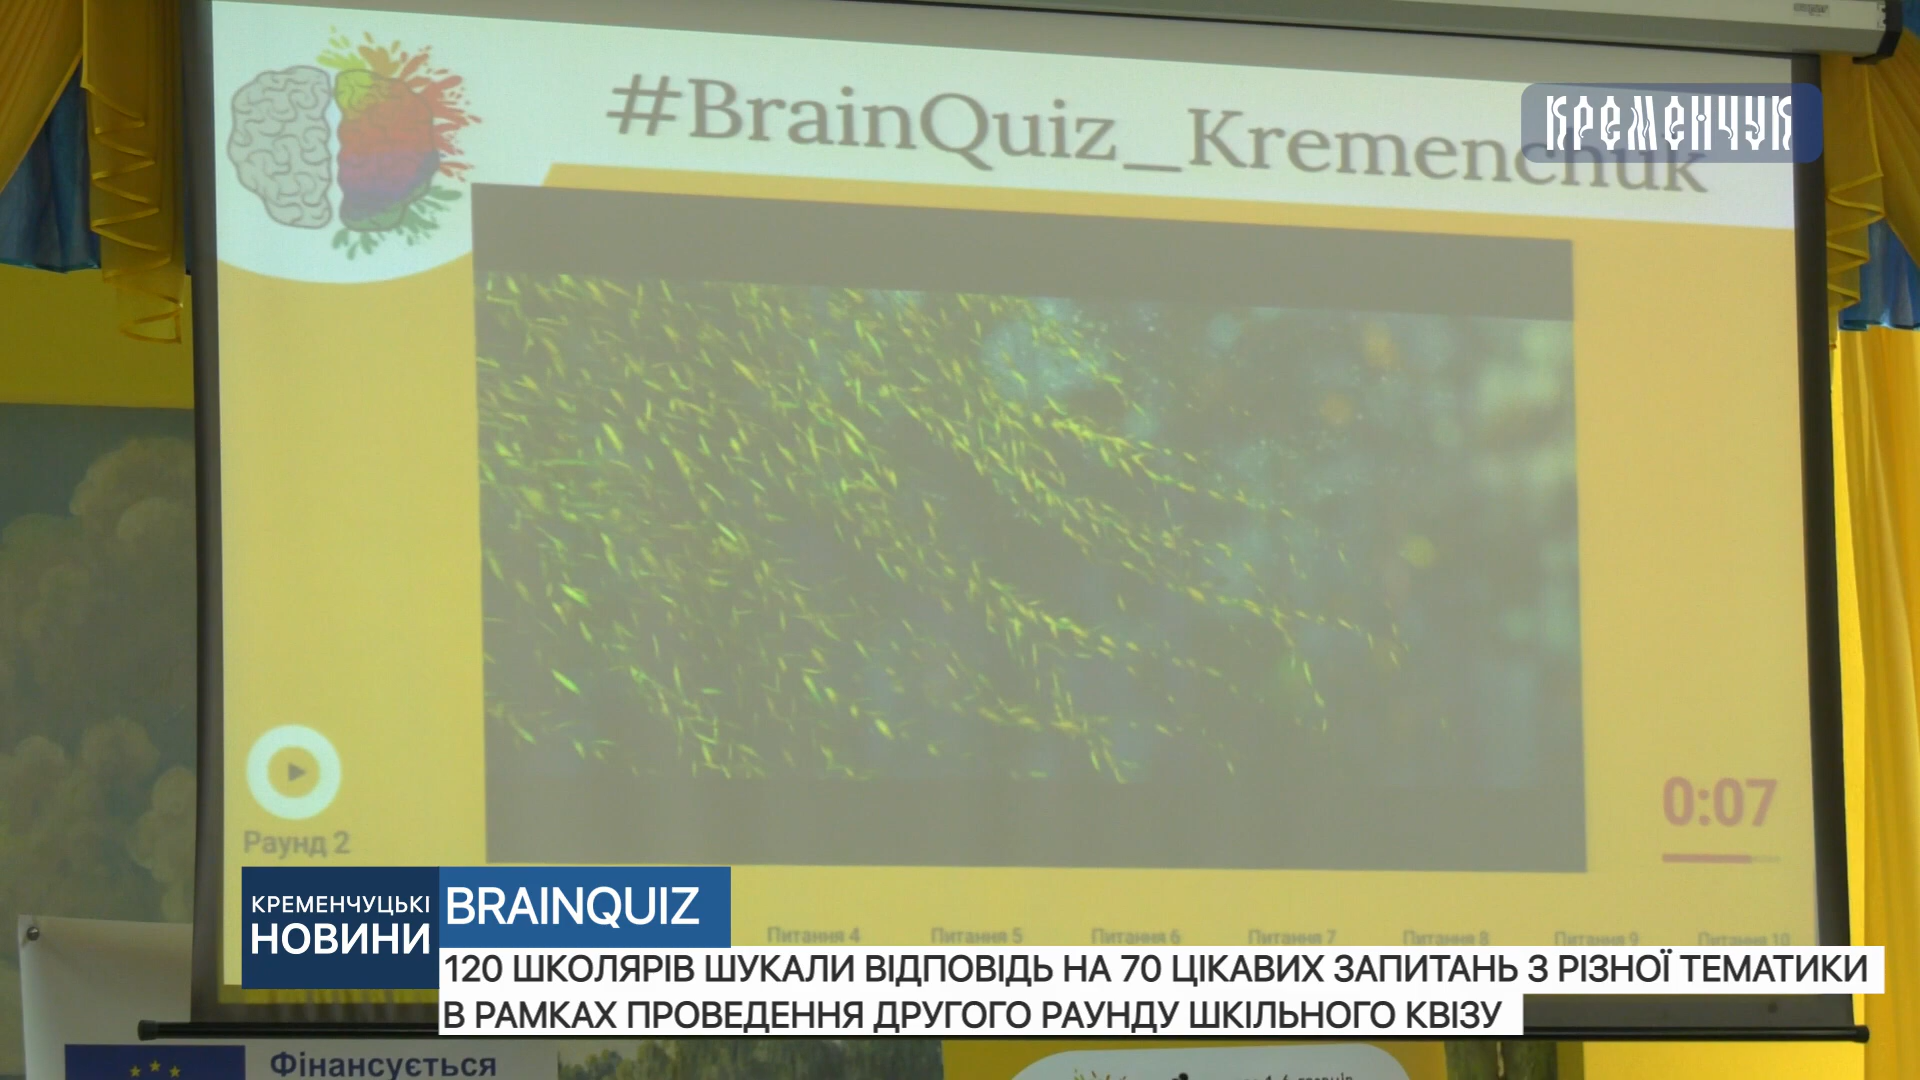 #BrainQuiz_Kremenchuk
КРЕМЕНЧУК
0:07
Раунд 2
КРЕМЕНЧУЦЬКІ
НОВИНИ
BRAINQUIZ
Питання 4 Питання 5 Питання 6 Питання 7 Питання 8 Питання 9 Питання 10
120 ШКОЛЯРІВ ШУКАЛИ ВІДПОВІДЬ НА 70 ЦІКАВИХ ЗАПИТАНЬ З РІЗНОЇ ТЕМАТИКИ
В РАМКАХ ПРОВЕДЕННЯ ДРУГОГО РАУНДУ ШКІЛЬНОГО КВІЗУ
Фінансується